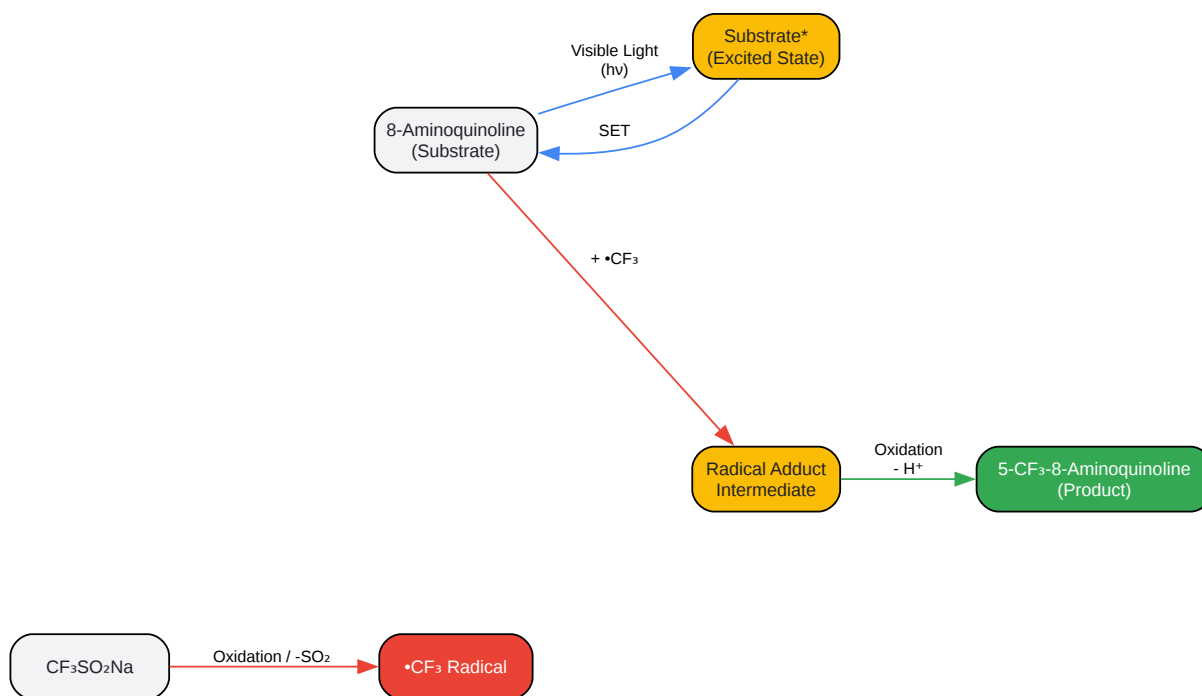 Substrate*
(Excited State)
Visible Light
(hν)
8-Aminoquinoline
(Substrate)
SET
+ •CF₃
Radical Adduct
Intermediate
Oxidation
- H⁺
5-CF₃-8-Aminoquinoline
(Product)
CF₃SO₂Na
Oxidation / -SO₂
•CF₃ Radical